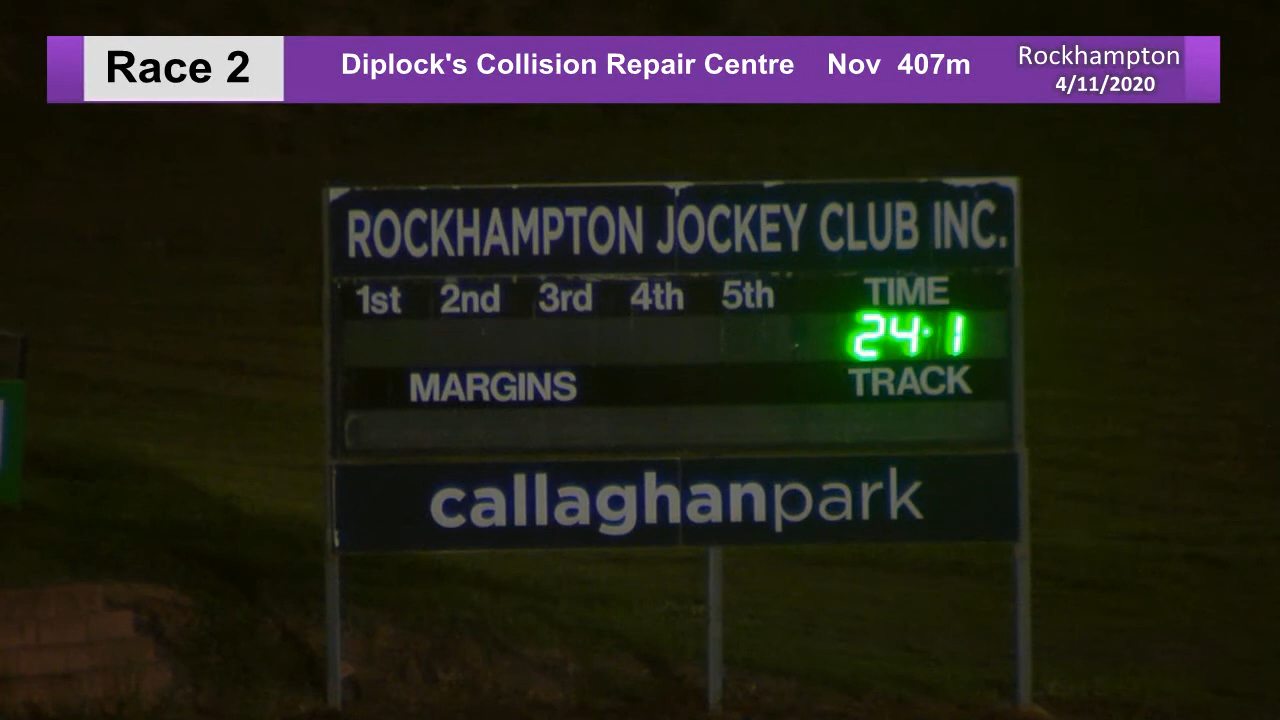 Race 2
Diplock's Collision Repair Centre Nov 407m
Rockhampton
4/11/2020
ROCKHAMPTON JOCKEY CLUB INC.
1st 2nd 3rd 4th 5th TIME
24.1
MARGINS TRACK
callaghanpark